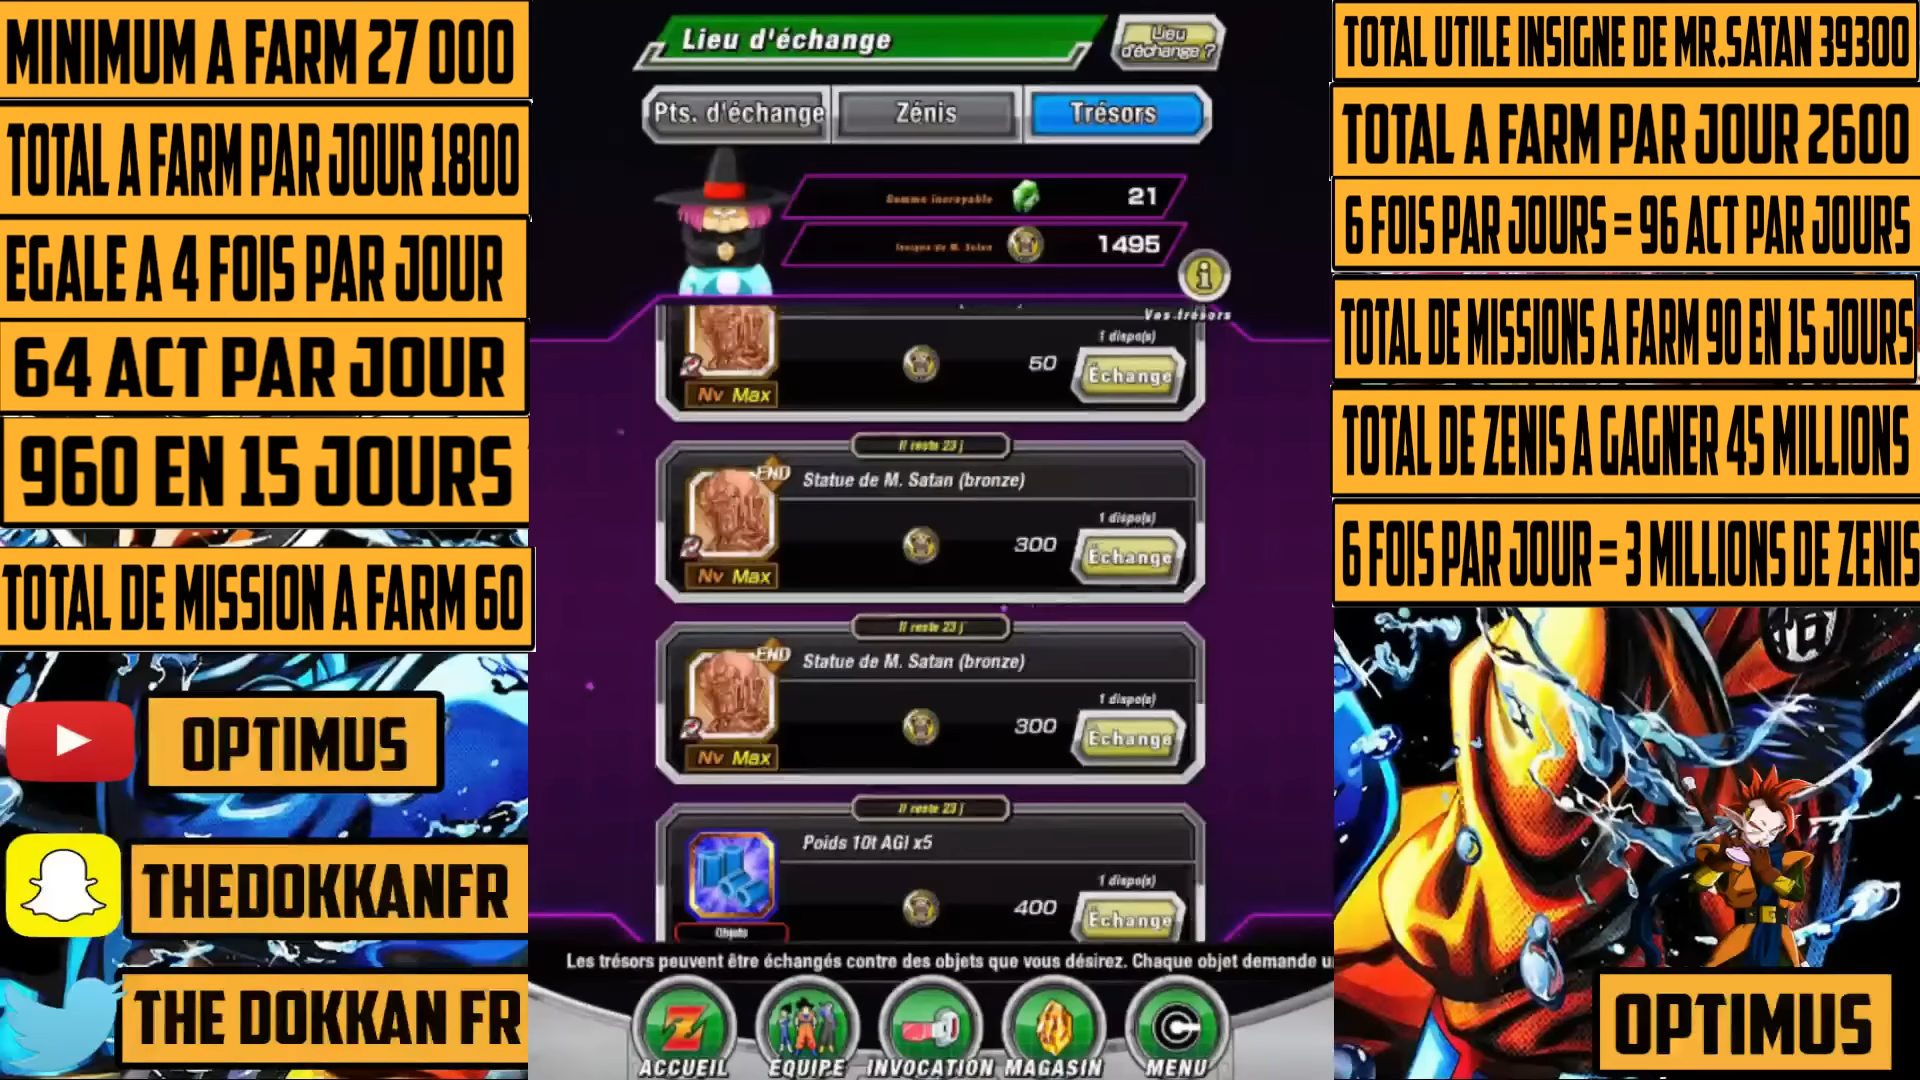 MINIMUM A FARM 27 000
TOTAL A FARM PAR JOUR 1800
EGALE A 4 FOIS PAR JOUR
64 ACT PAR JOUR
960 EN 15 JOURS
TOTAL DE MISSION A FARM 60
OPTIMUS
THEDOKKANFR
THE DOKKAN FR
Lieu d'échange
Lieu d'échange ?
Pts. d'échange
Zénis
Trésors
Gemme incroyable
21
Insigne de M. Satan
1495
Vos trésors
1 dispo(s)
50
Échange
Nv Max
Il reste 23 j
END
Statue de M. Satan (bronze)
1 dispo(s)
300
Échange
Nv Max
Il reste 23 j
END
Statue de M. Satan (bronze)
1 dispo(s)
300
Échange
Nv Max
Il reste 23 j
Poids 10t AGI x5
1 dispo(s)
400
Échange
Objets
Les trésors peuvent être échangés contre des objets que vous désirez. Chaque objet demande u
ACCUEIL
ÉQUIPE
INVOCATION
MAGASIN
MENU
TOTAL UTILE INSIGNE DE MR.SATAN 39300
TOTAL A FARM PAR JOUR 2600
6 FOIS PAR JOURS = 96 ACT PAR JOURS
TOTAL DE MISSIONS A FARM 90 EN 15 JOURS
TOTAL DE ZENIS A GAGNER 45 MILLIONS
6 FOIS PAR JOUR = 3 MILLIONS DE ZENIS
OPTIMUS